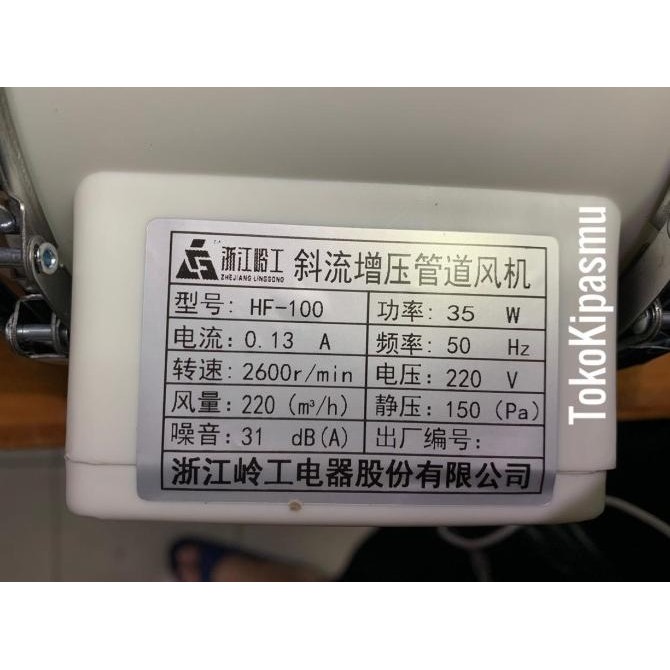 浙江岭工
ZHEJIANG LINGGONG
斜流增压管道风机
型号: HF-100
功率: 35 W
电流: 0.13 A
频率: 50 Hz
转速: 2600r/min
电压: 220 V
风量: 220 (m³/h)
静压: 150 (Pa)
噪音: 31 dB(A)
出厂编号:
浙江岭工电器股份有限公司
TokoKipasmu